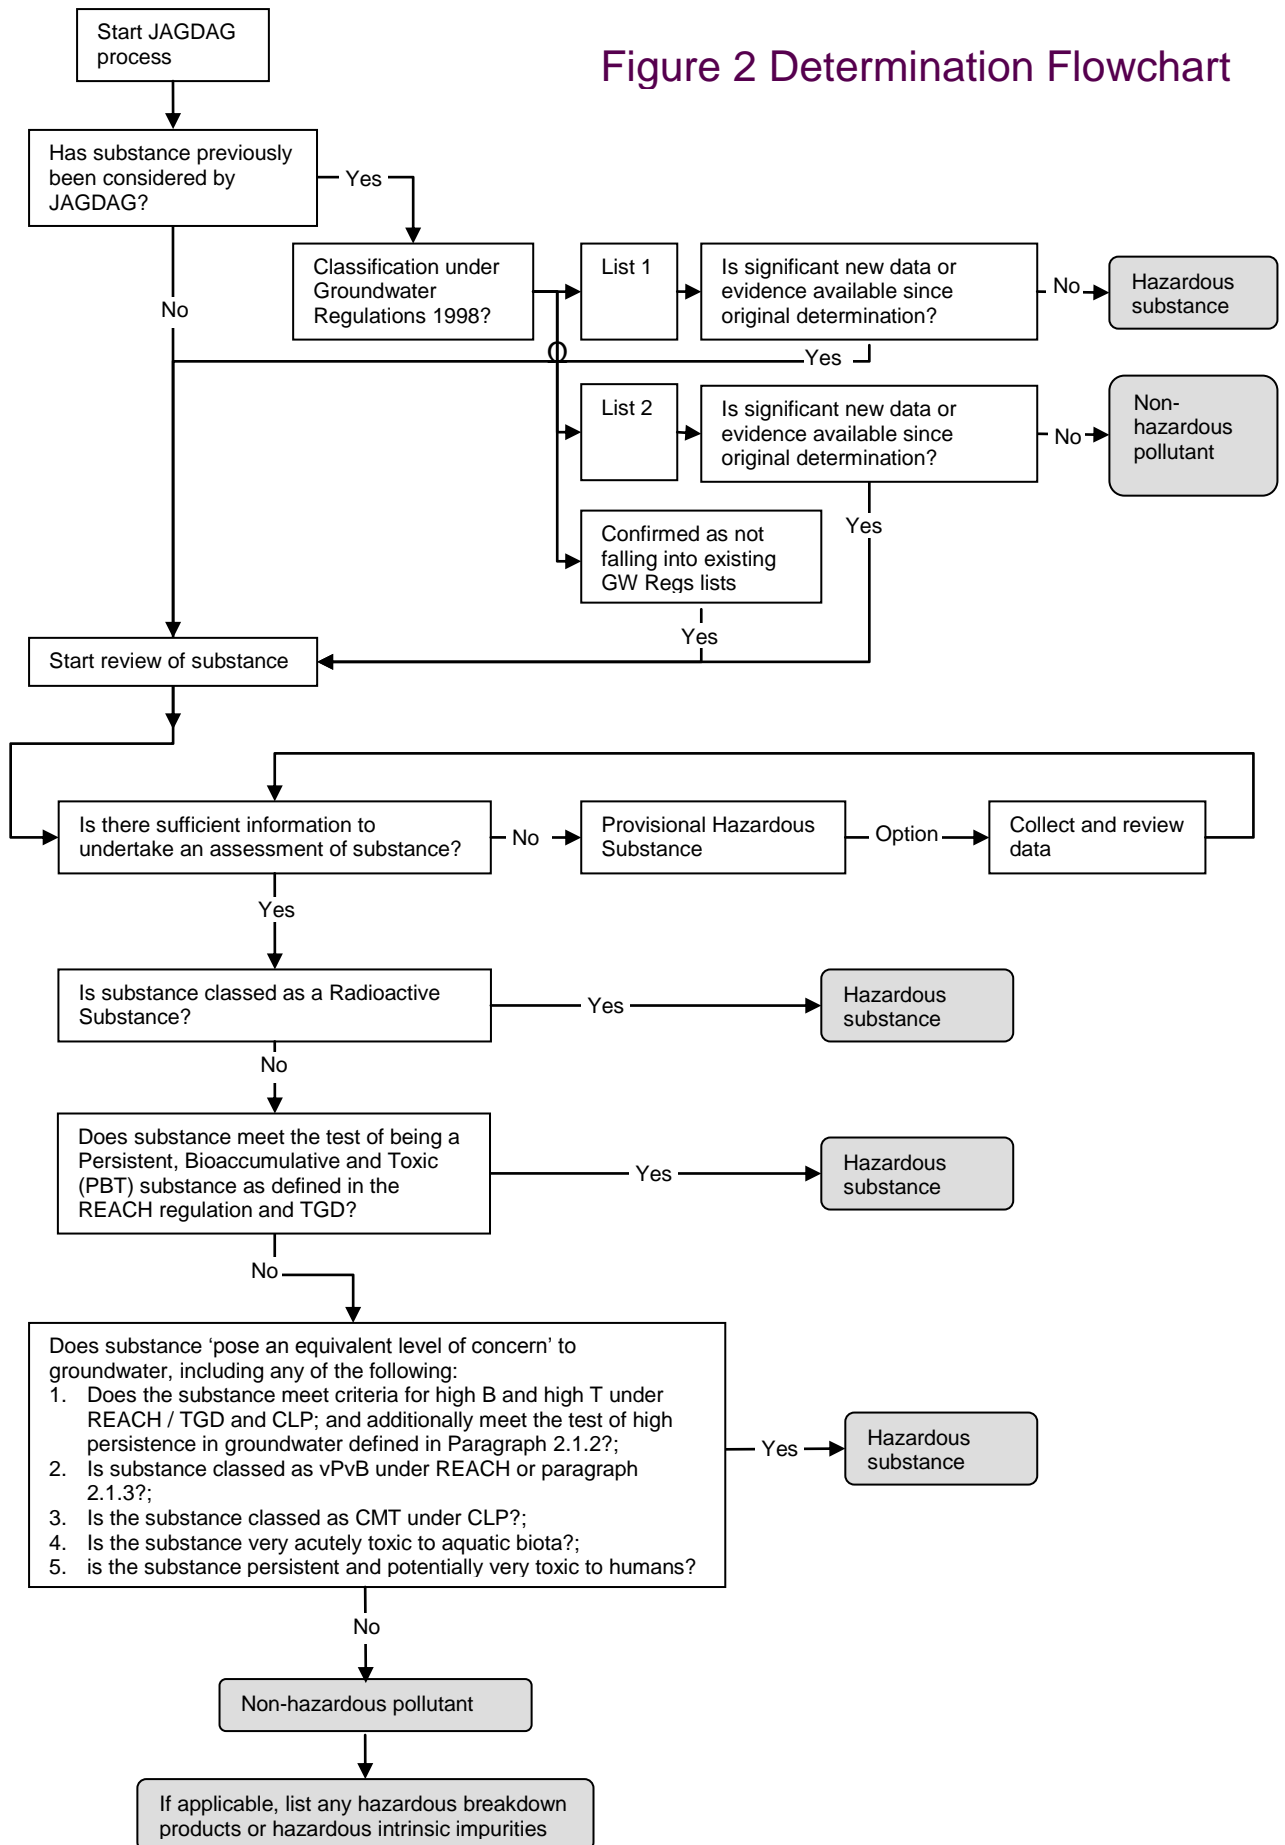 Start JAGDAG
process
Figure 2 Determination Flowchart
Has substance previously
been considered by
JAGDAG?
Yes
No
Classification under
Groundwater
Regulations 1998?
List 1
Is significant new data or
evidence available since
original determination?
No
Hazardous
substance
Yes
List 2
Is significant new data or
evidence available since
original determination?
No
Non-
hazardous
pollutant
Yes
Confirmed as not
falling into existing
GW Regs lists
Yes
Start review of substance
Is there sufficient information to
undertake an assessment of substance?
No
Provisional Hazardous
Substance
Option
Collect and review
data
Yes
Is substance classed as a Radioactive
Substance?
Yes
Hazardous
substance
No
Does substance meet the test of being a
Persistent, Bioaccumulative and Toxic
(PBT) substance as defined in the
REACH regulation and TGD?
Yes
Hazardous
substance
No
Does substance ‘pose an equivalent level of concern’ to
groundwater, including any of the following:
1. Does the substance meet criteria for high B and high T under
REACH / TGD and CLP; and additionally meet the test of high
persistence in groundwater defined in Paragraph 2.1.2?;
2. Is substance classed as vPvB under REACH or paragraph
2.1.3?;
3. Is the substance classed as CMT under CLP?;
4. Is the substance very acutely toxic to aquatic biota?;
5. is the substance persistent and potentially very toxic to humans?
Yes
Hazardous
substance
No
Non-hazardous pollutant
If applicable, list any hazardous breakdown
products or hazardous intrinsic impurities